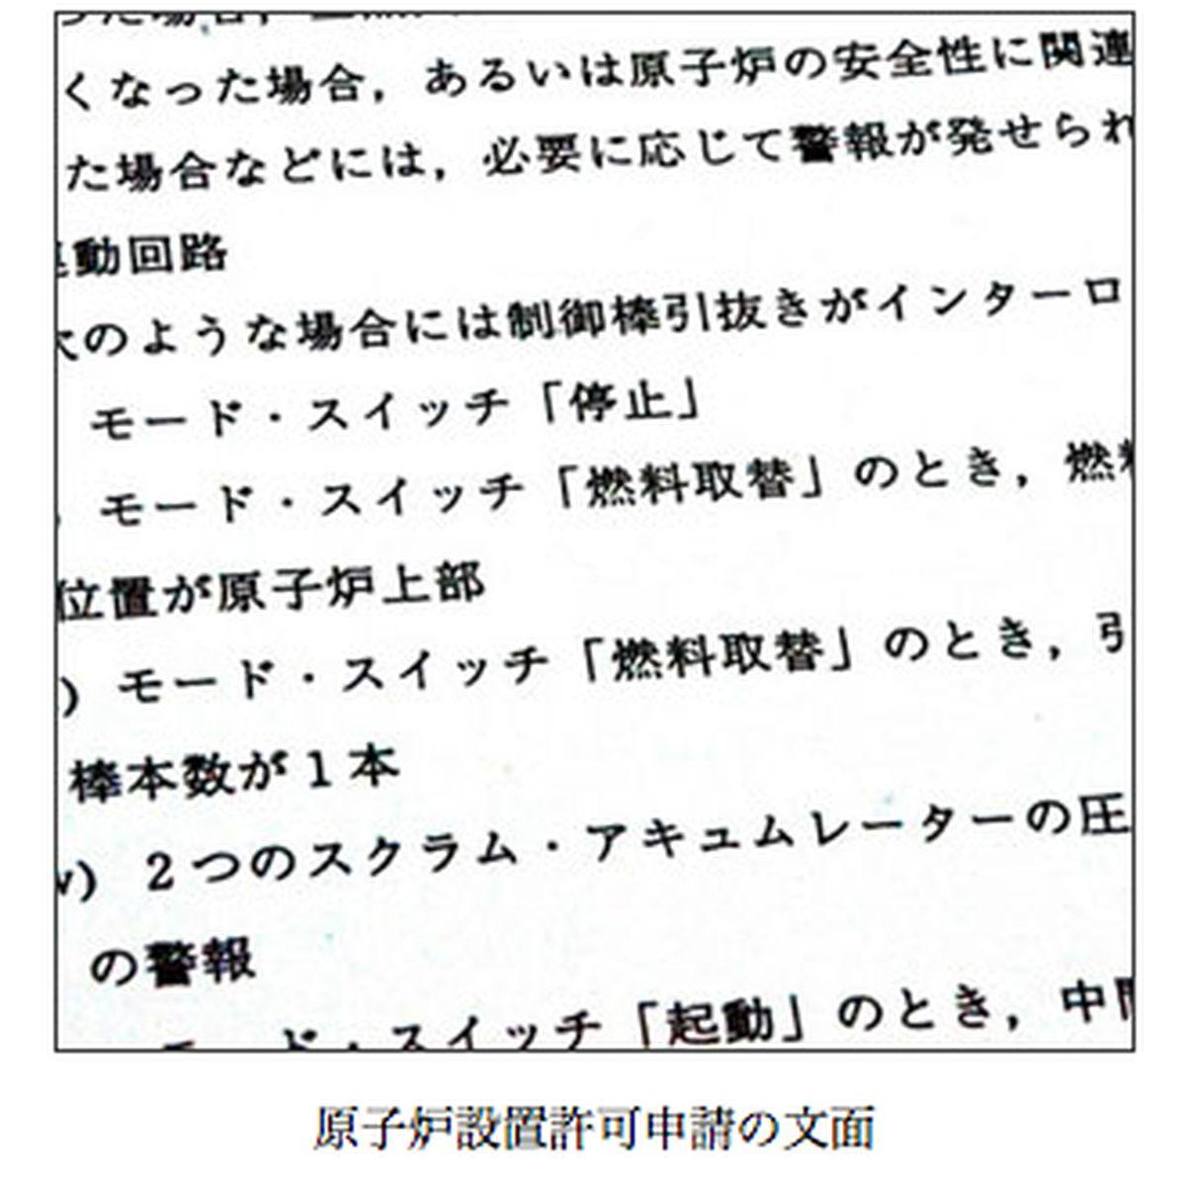 くなった場合，あるいは原子炉の安全性に関連
た場合などには，必要に応じて警報が発せられ
動回路
のような場合には制御棒引抜きがインターロ
モード・スイッチ「停止」
モード・スイッチ「燃料取替」のとき，燃
位置が原子炉上部
) モード・スイッチ「燃料取替」のとき，引
棒本数が1本
v) 2つのスクラム・アキュムレーターの圧
の警報
ード・スイッチ「起動」のとき，中
原子炉設置許可申請の文面